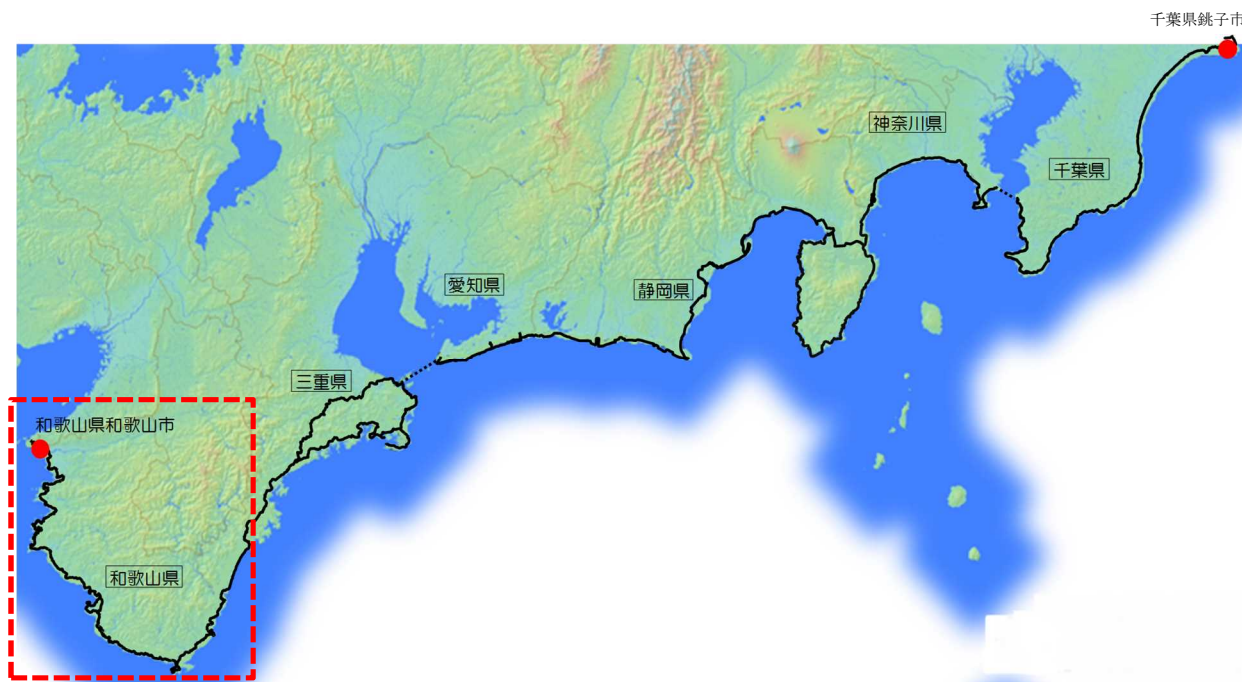 千葉県銚子市
神奈川県
千葉県
愛知県
静岡県
三重県
和歌山県和歌山市
和歌山県